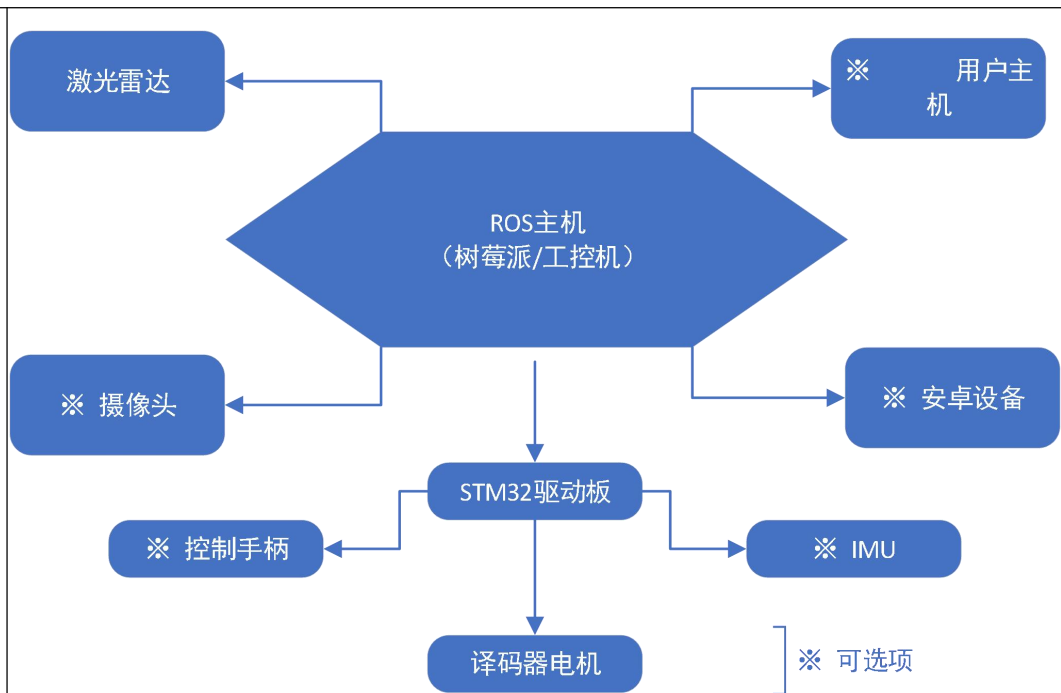 激光雷达
※ 用户主
机
ROS主机
（树莓派/工控机）
※ 摄像头
※ 安卓设备
STM32驱动板
※ 控制手柄
※ IMU
译码器电机
※ 可选项